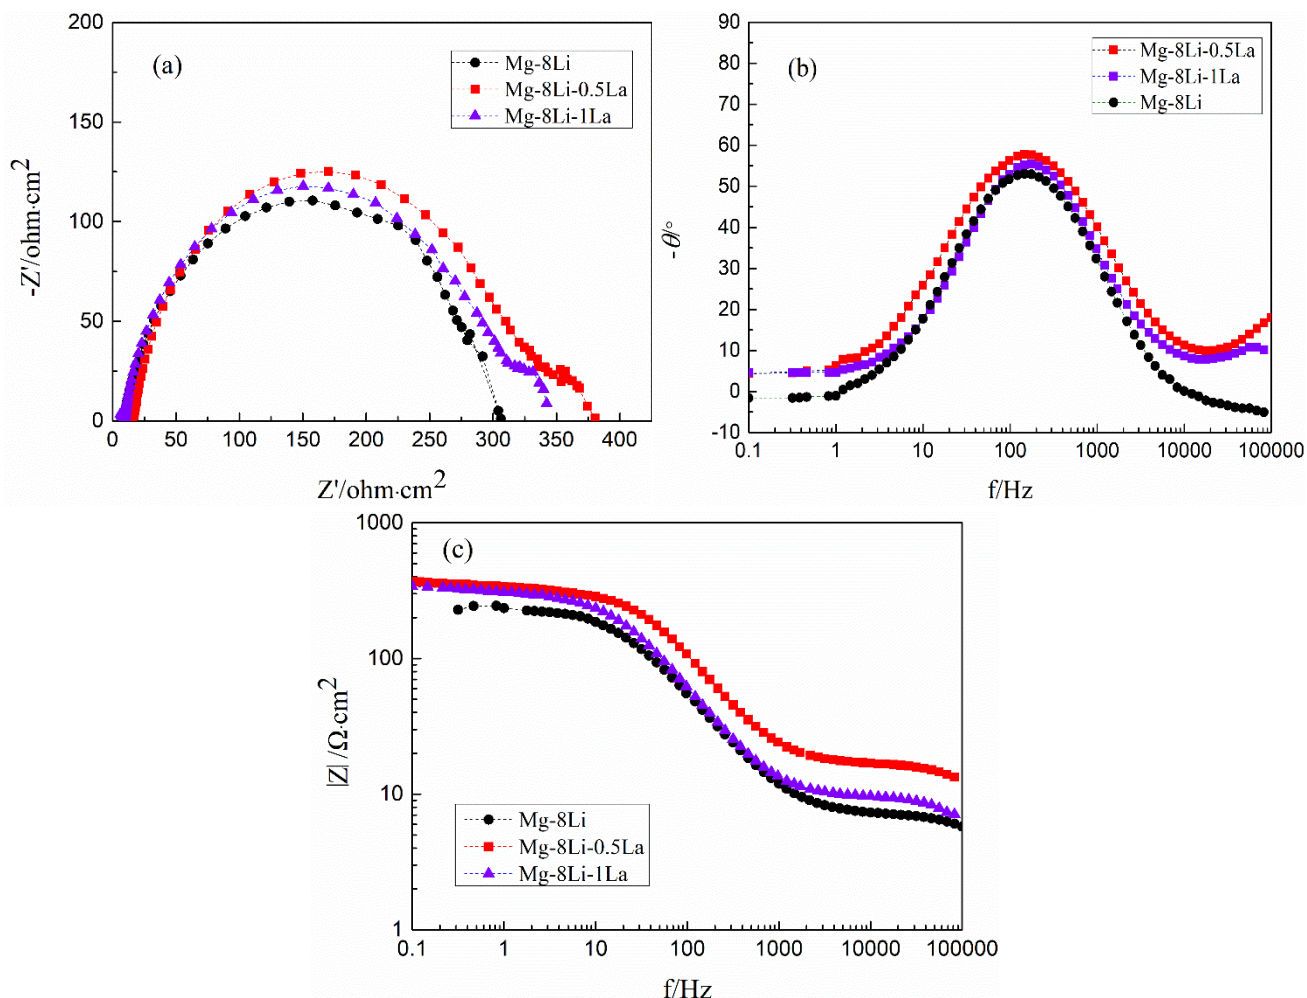 (a)
Mg-8Li
Mg-8Li-0.5La
Mg-8Li-1La
-Z'/ohm·cm²
200
150
100
50
0
0 50 100 150 200 250 300 350 400
Z'/ohm·cm²
(b)
Mg-8Li-0.5La
Mg-8Li-1La
Mg-8Li
-θ/°
90
80
70
60
50
40
30
20
10
0
-10
0.1 1 10 100 1000 10000 100000
f/Hz
(c)
Mg-8Li
Mg-8Li-0.5La
Mg-8Li-1La
|Z| /Ω·cm²
1000
100
10
1
0.1 1 10 100 1000 10000 100000
f/Hz